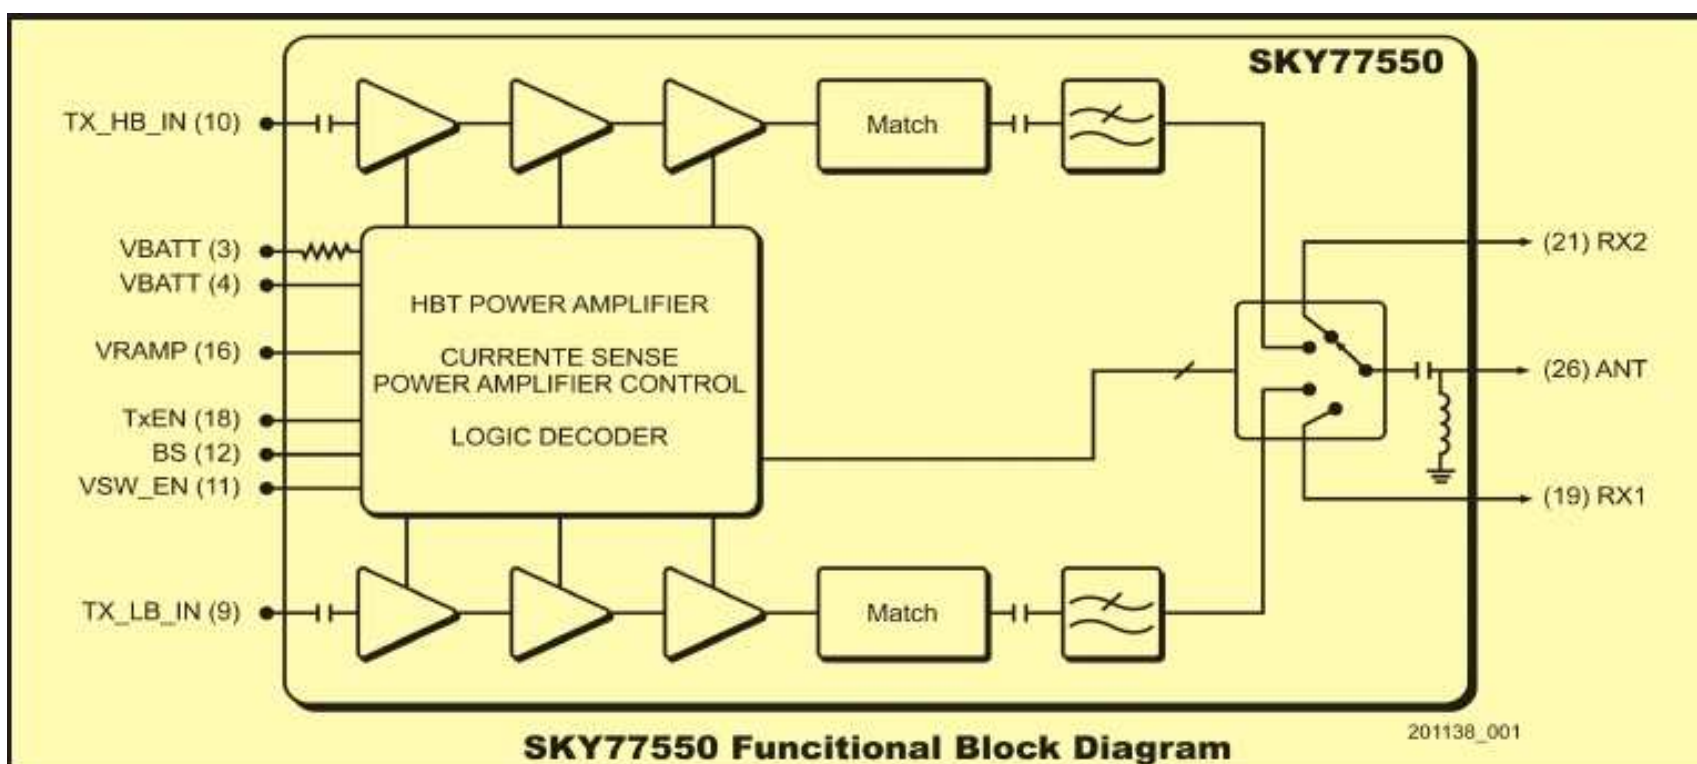 SKY77550
TX_HB_IN (10)
Match
VBATT (3)
VBATT (4)
VRAMP (16)
TxEN (18)
BS (12)
VSW_EN (11)
HBT POWER AMPLIFIER
CURRENTE SENSE
POWER AMPLIFIER CONTROL
LOGIC DECODER
(21) RX2
(26) ANT
(19) RX1
TX_LB_IN (9)
Match
201138_001
SKY77550 Funcitional Block Diagram